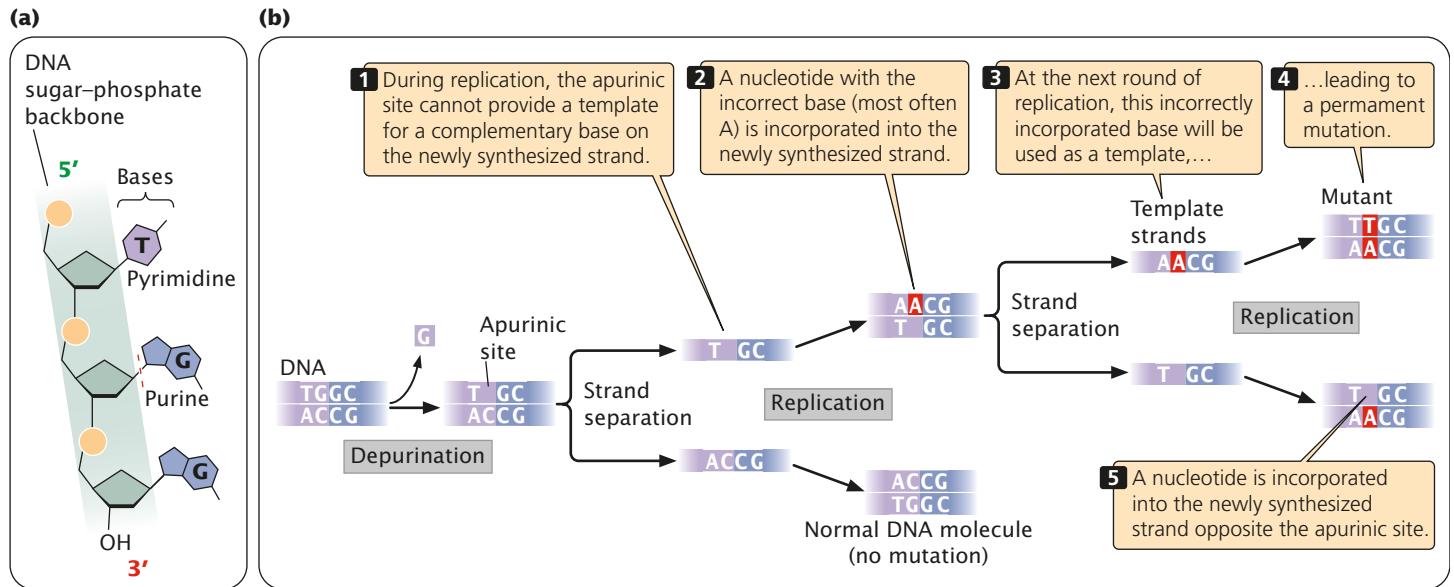 (a)
DNA
sugar–phosphate
backbone
5′
Bases
T
Pyrimidine
G
Purine
G
OH
3′
(b)
1 During replication, the apurinic
site cannot provide a template
for a complementary base on
the newly synthesized strand.
2 A nucleotide with the
incorrect base (most often
A) is incorporated into the
newly synthesized strand.
3 At the next round of
replication, this incorrectly
incorporated base will be
used as a template,…
4 …leading to
a permament
mutation.
DNA
TGGC
ACCG
G
Depurination
Apurinic
site
T GC
ACCG
Strand
separation
T GC
ACCG
Replication
AACG
T GC
ACCG
TGGC
Normal DNA molecule
(no mutation)
Strand
separation
Template
strands
AACG
T GC
Replication
Mutant
TTGC
AACG
T GC
AACG
5 A nucleotide is incorporated
into the newly synthesized
strand opposite the apurinic site.